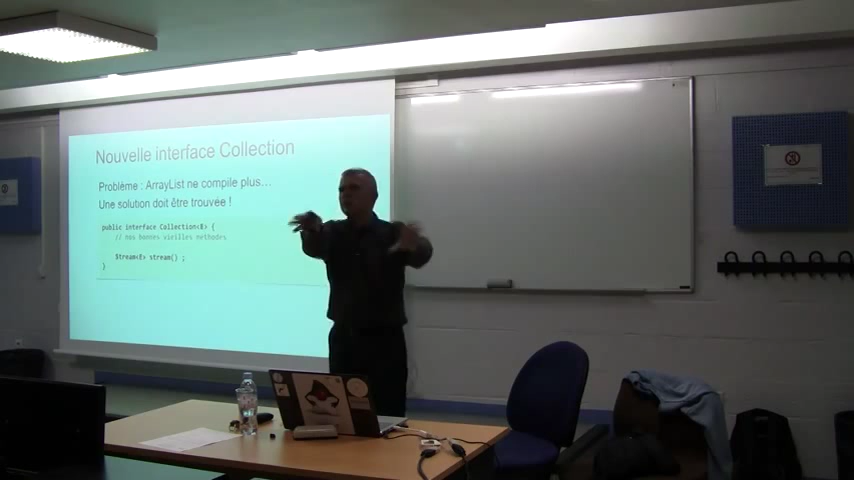 Nouvelle interface Collection
Problème : ArrayList ne compile plus…
Une solution doit être trouvée !
public interface Collection<E> {
// nos bonnes vieilles méthodes
Stream<E> stream() ;
}